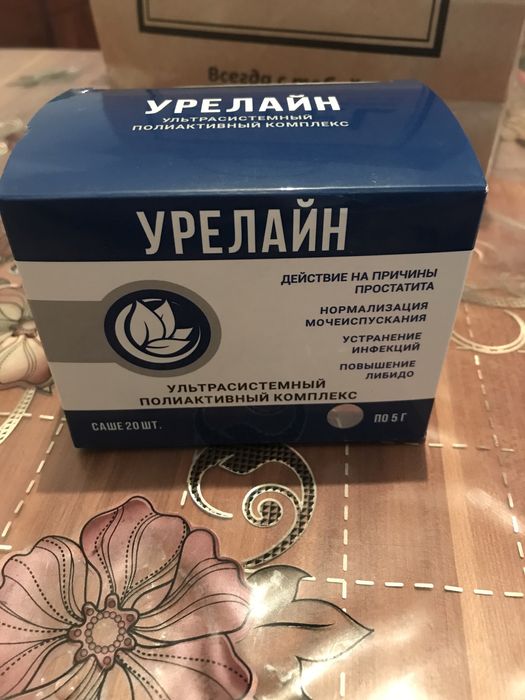 Всегда с тобой
УРЕЛАЙН
УЛЬТРАСИСТЕМНЫЙ
ПОЛИАКТИВНЫЙ КОМПЛЕКС
УРЕЛАЙН
ДЕЙСТВИЕ НА ПРИЧИНЫ
ПРОСТАТИТА
НОРМАЛИЗАЦИЯ
МОЧЕИСПУСКАНИЯ
УСТРАНЕНИЕ
ИНФЕКЦИЙ
ПОВЫШЕНИЕ
ЛИБИДО
УЛЬТРАСИСТЕМНЫЙ
ПОЛИАКТИВНЫЙ КОМПЛЕКС
САШЕ 20 ШТ.
ПО 5 Г